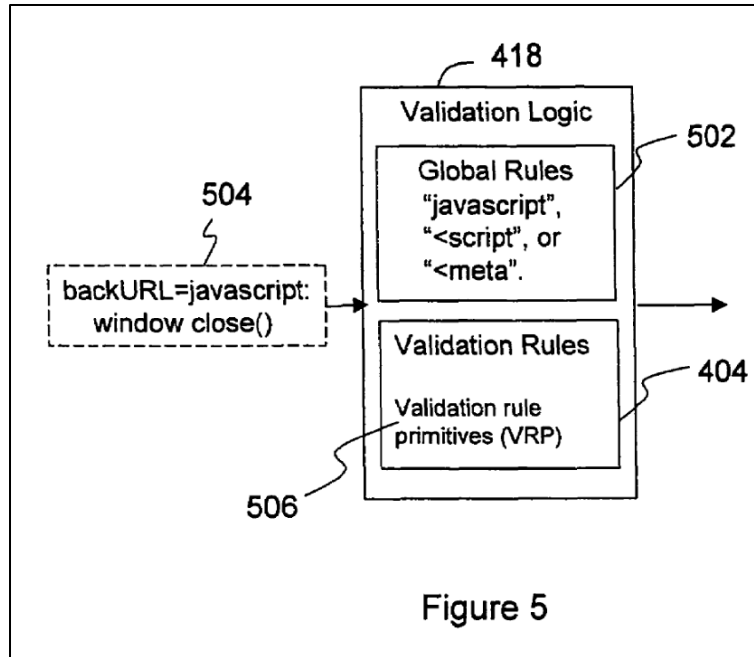 418
Validation Logic
502
Global Rules
"javascript",
"<script", or
"<meta".
504
backURL=javascript:
window close()
Validation Rules
404
Validation rule
primitives (VRP)
506
Figure 5